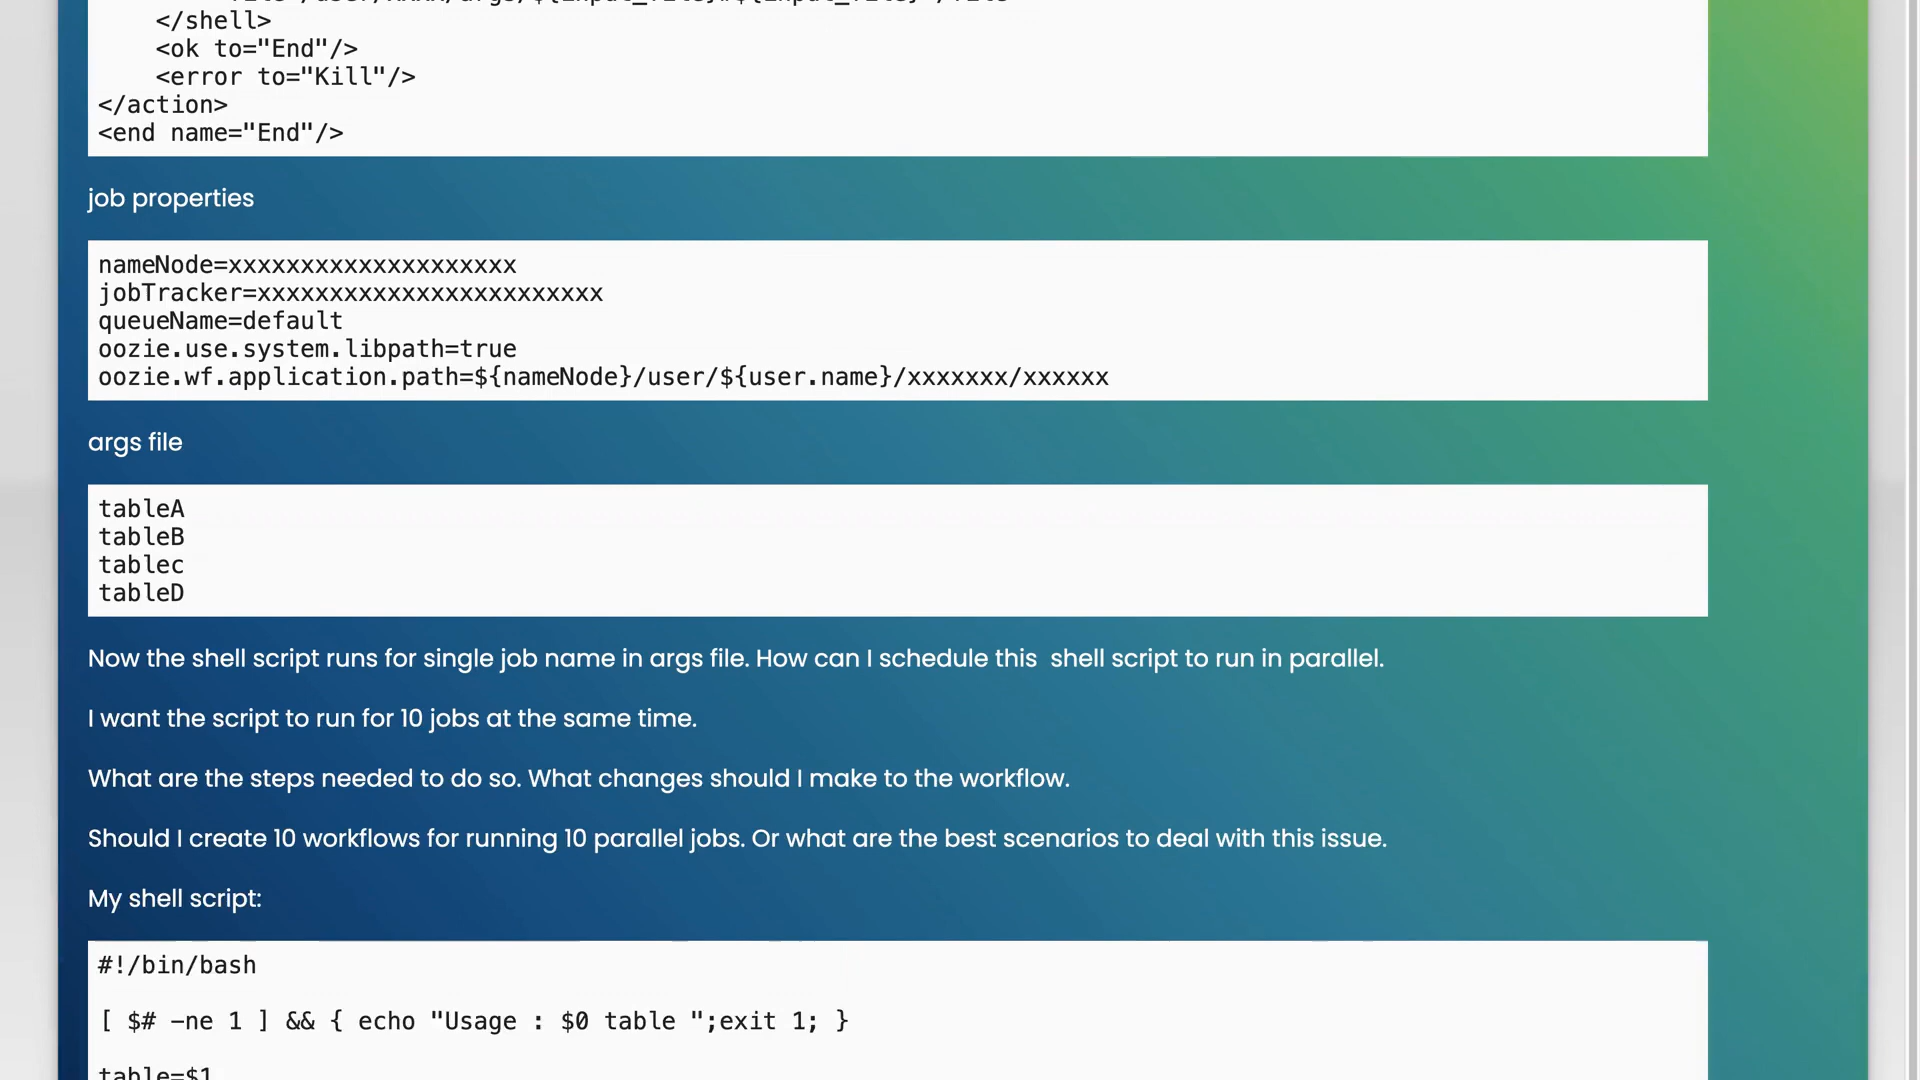 </shell>
<ok to="End"/>
<error to="Kill"/>
</action>
<end name="End"/>
job properties
nameNode=xxxxxxxxxxxxxxxxxxxx
jobTracker=xxxxxxxxxxxxxxxxxxxxxxxx
queueName=default
oozie.use.system.libpath=true
oozie.wf.application.path=${nameNode}/user/${user.name}/xxxxxxx/xxxxxx
args file
tableA
tableB
tablec
tableD
Now the shell script runs for single job name in args file. How can I schedule this  shell script to run in parallel.
I want the script to run for 10 jobs at the same time.
What are the steps needed to do so. What changes should I make to the workflow.
Should I create 10 workflows for running 10 parallel jobs. Or what are the best scenarios to deal with this issue.
My shell script:
#!/bin/bash
[ $# -ne 1 ] && { echo "Usage : $0 table ";exit 1; }
table=$1